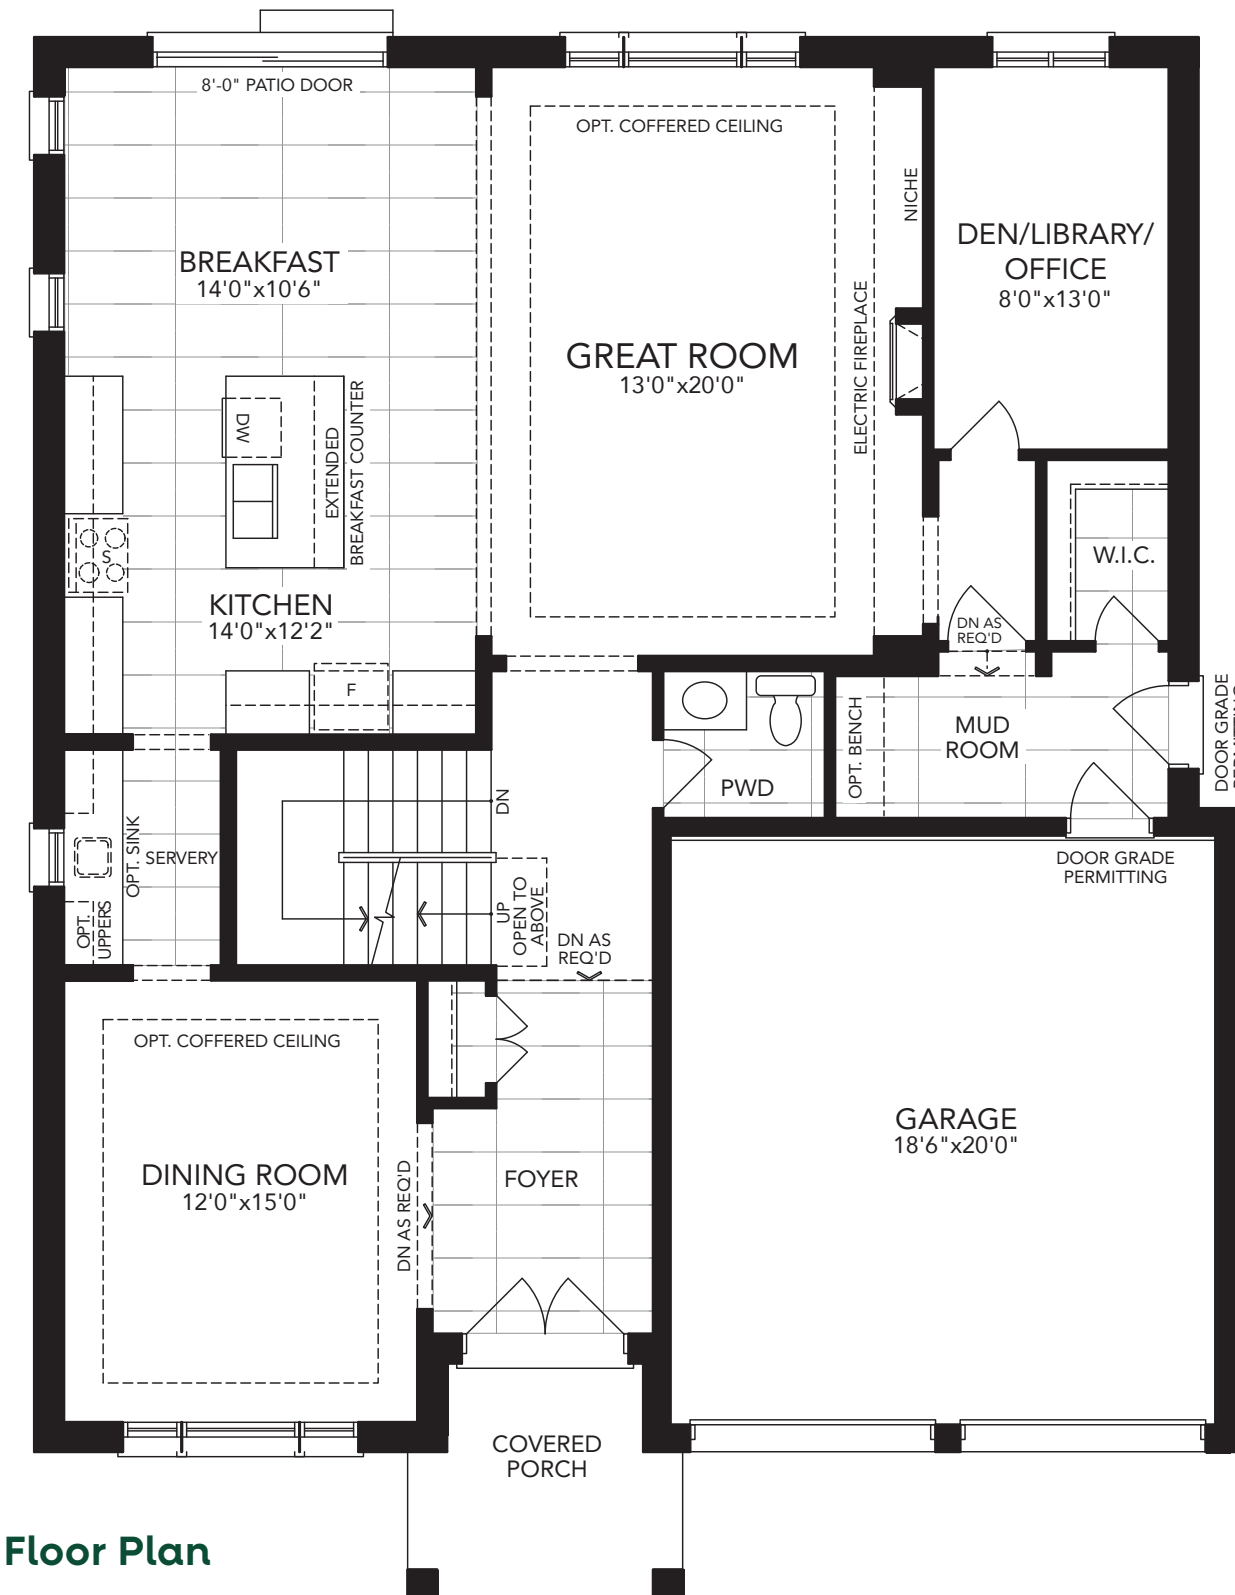 8'-0" PATIO DOOR
OPT. COFFERED CEILING
NICHE
DEN/LIBRARY/
OFFICE
8'0"x13'0"
BREAKFAST
14'0"x10'6"
GREAT ROOM
13'0"x20'0"
ELECTRIC FIREPLACE
DW
EXTENDED
BREAKFAST COUNTER
S
W.I.C.
KITCHEN
14'0"x12'2"
DN AS
REQ'D
F
OPT. BENCH
MUD
ROOM
DOOR GRADE
PERMITTING
PWD
DN
OPT. SINK
SERVERY
DOOR GRADE
PERMITTING
OPT.
UPPERS
UP
OPEN TO
ABOVE
DN AS
REQ'D
OPT. COFFERED CEILING
GARAGE
18'6"x20'0"
DINING ROOM
12'0"x15'0"
DN AS REQ'D
FOYER
COVERED
PORCH
Floor Plan